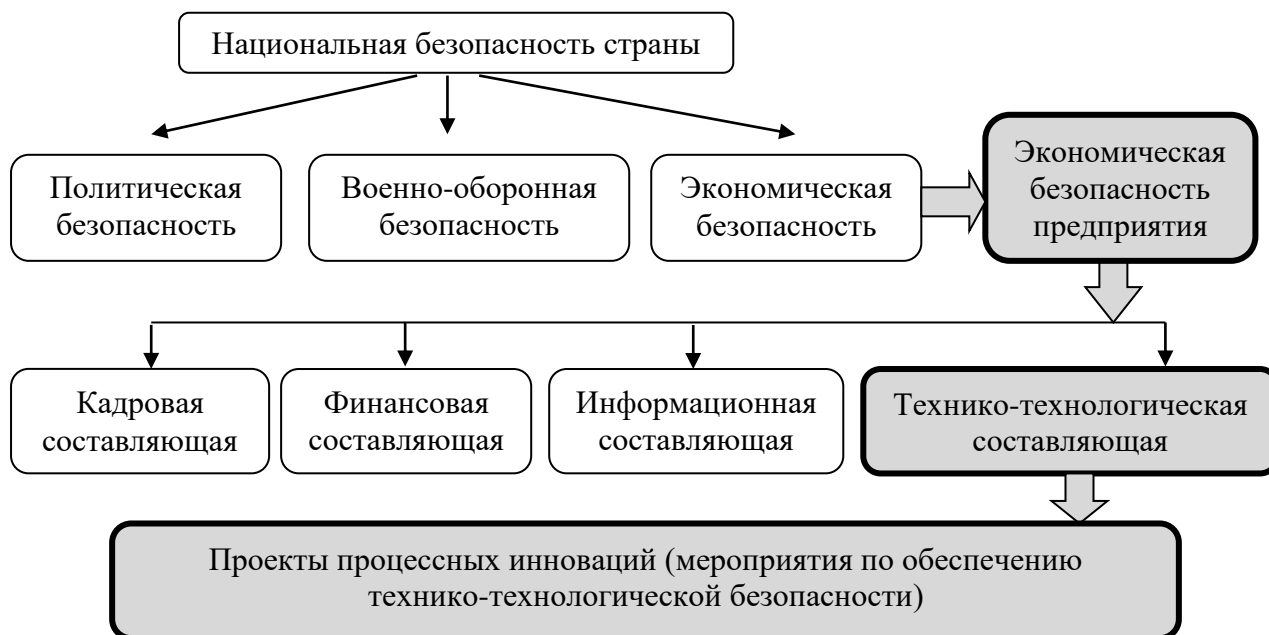 Национальная безопасность страны
Политическая
безопасность
Военно-оборонная
безопасность
Экономическая
безопасность
Экономическая
безопасность
предприятия
Кадровая
составляющая
Финансовая
составляющая
Информационная
составляющая
Технико-технологическая
составляющая
Проекты процессных инноваций (мероприятия по обеспечению
технико-технологической безопасности)